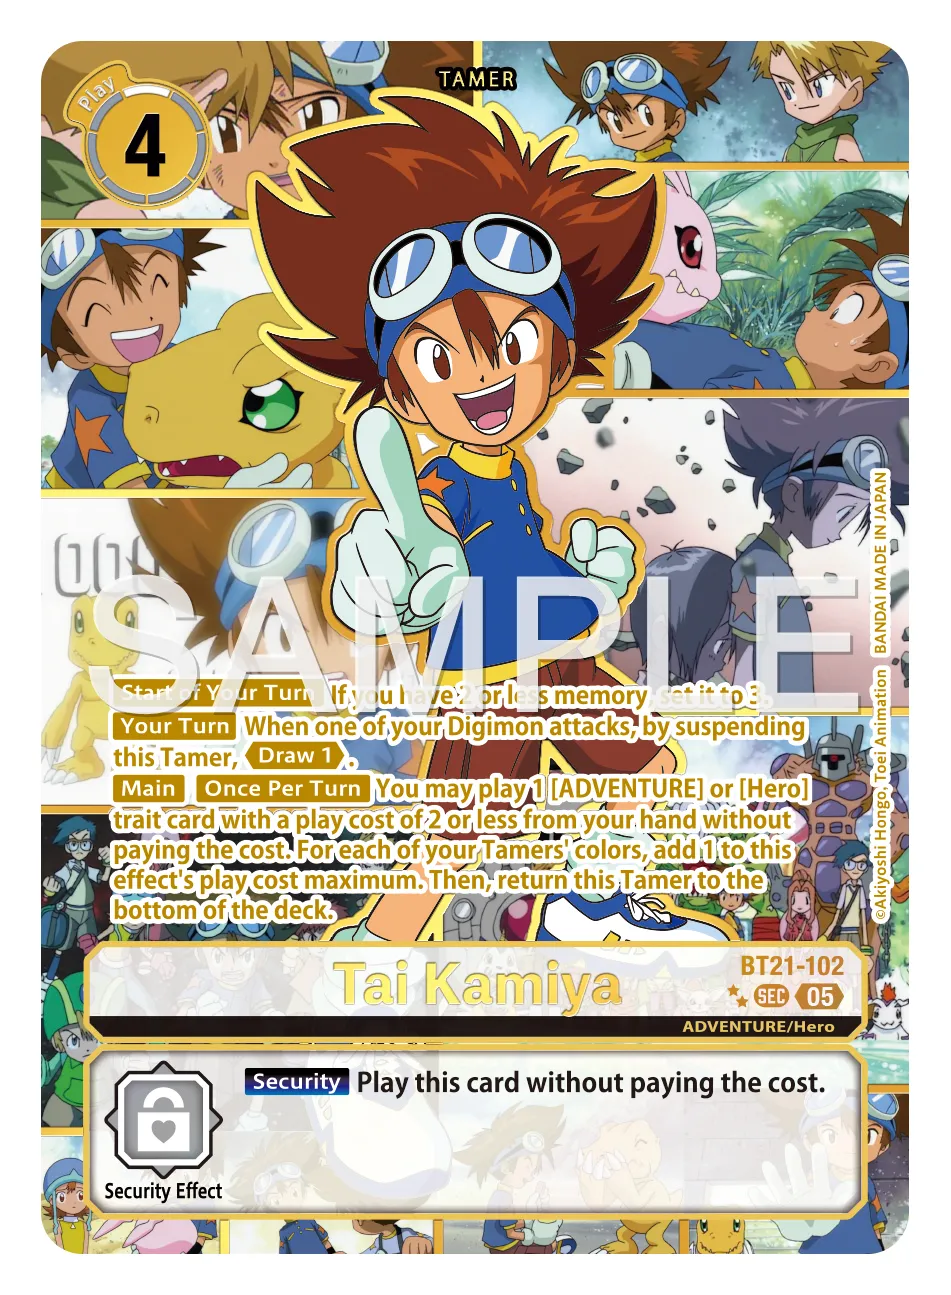 TAMER
Play
4
SAMPLE
Start of Your Turn If you have 2 or less memory, set it to 3.
Your Turn When one of your Digimon attacks, by suspending
this Tamer, Draw 1.
Main Once Per Turn You may play 1 [ADVENTURE] or [Hero]
trait card with a play cost of 2 or less from your hand without
paying the cost. For each of your Tamers' colors, add 1 to this
effect's play cost maximum. Then, return this Tamer to the
bottom of the deck.
©Akiyoshi Hongo, Toei Animation BANDAI MADE IN JAPAN
Tai Kamiya
BT21-102
SEC 05
ADVENTURE/Hero
Security Play this card without paying the cost.
Security Effect